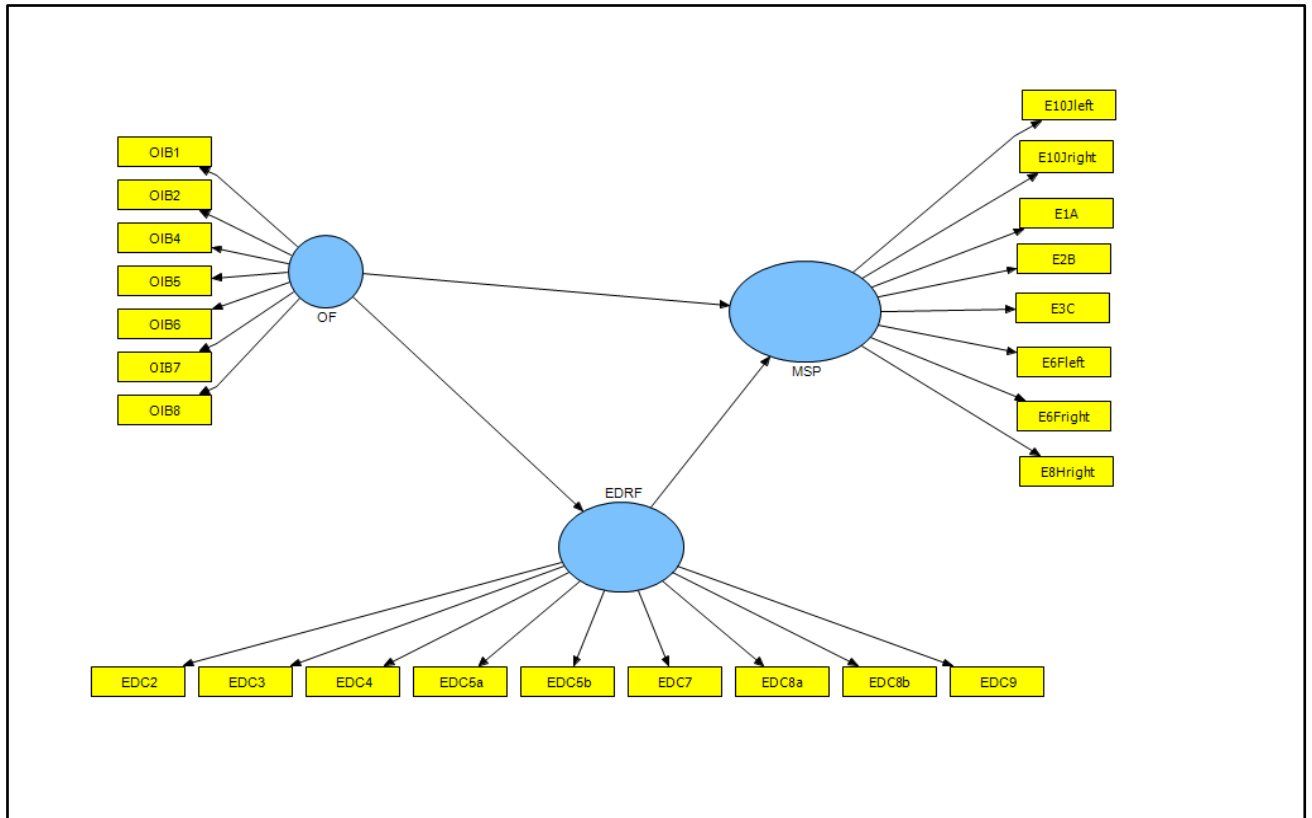 OIB1
OIB2
OIB4
OIB5
OIB6
OIB7
OIB8
OF
E10Jleft
E10Jright
E1A
E2B
E3C
E6Fleft
E6Fright
E8Hright
MSP
EDRF
EDC2
EDC3
EDC4
EDC5a
EDC5b
EDC7
EDC8a
EDC8b
EDC9